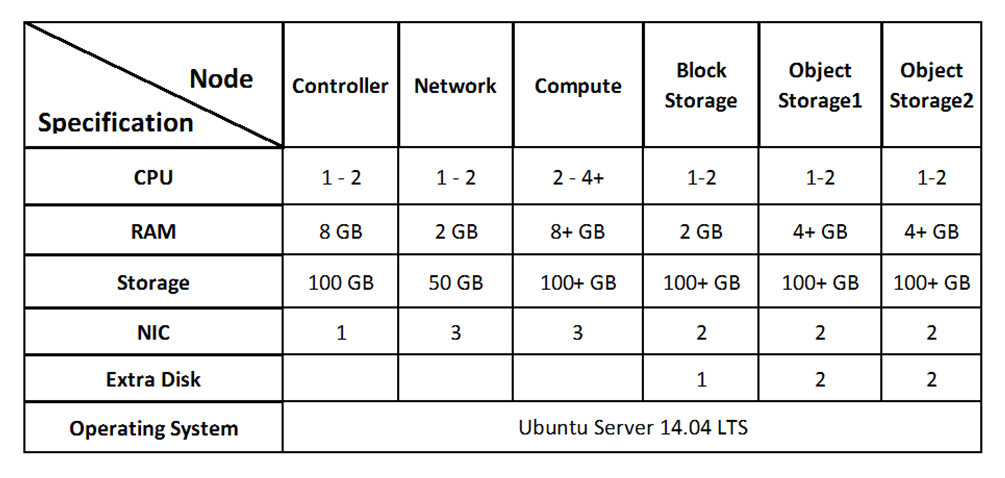 Node
Specification
Controller Network Compute Block Storage Object Storage1 Object Storage2
CPU 1 - 2 1 - 2 2 - 4+ 1-2 1-2 1-2
RAM 8 GB 2 GB 8+ GB 2 GB 4+ GB 4+ GB
Storage 100 GB 50 GB 100+ GB 100+ GB 100+ GB 100+ GB
NIC 1 3 3 2 2 2
Extra Disk 1 2 2
Operating System Ubuntu Server 14.04 LTS